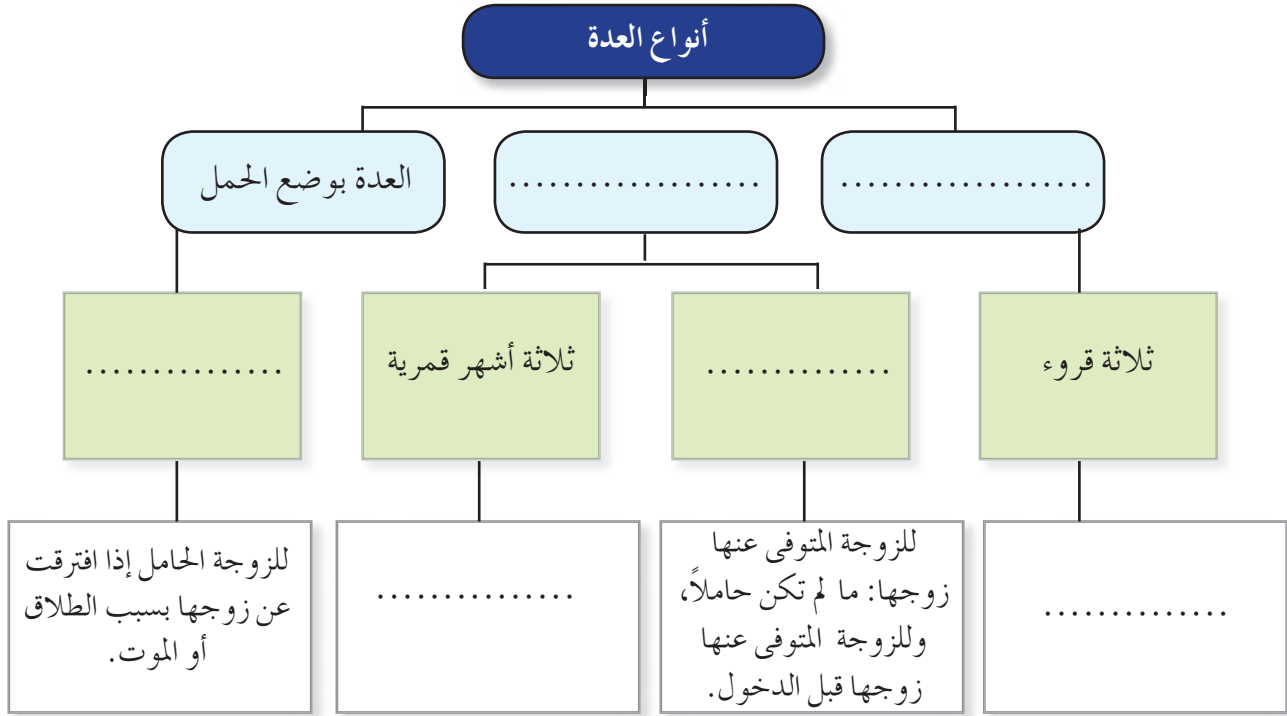 أنواع العدة
...................
...................
العدة بوضع الحمل
ثلاثة قروء
..............
ثلاثة أشهر قمرية
...............
..............
للزوجة المتوفى عنها
زوجها: ما لم تكن حاملاً،
وللزوجة المتوفى عنها
زوجها قبل الدخول.
...............
للزوجة الحامل إذا افترقت
عن زوجها بسبب الطلاق
أو الموت.